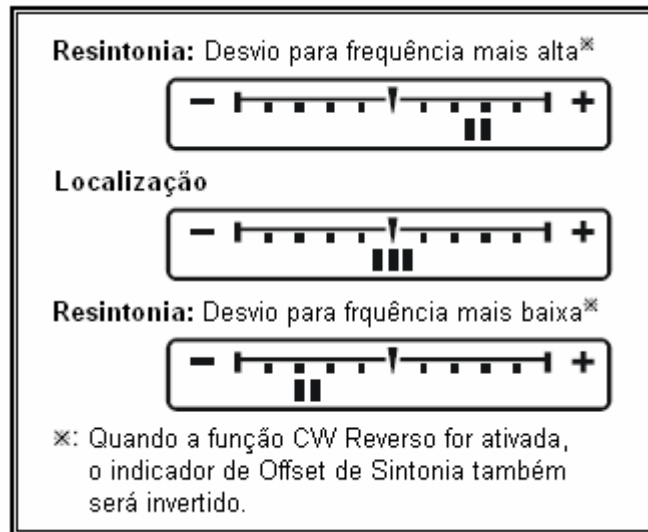 Resintonia: Desvio para frequência mais alta※
− +
Localização
− +
Resintonia: Desvio para frquência mais baixa※
− +
※: Quando a função CW Reverso for ativada,
o indicador de Offset de Sintonia também
será invertido.